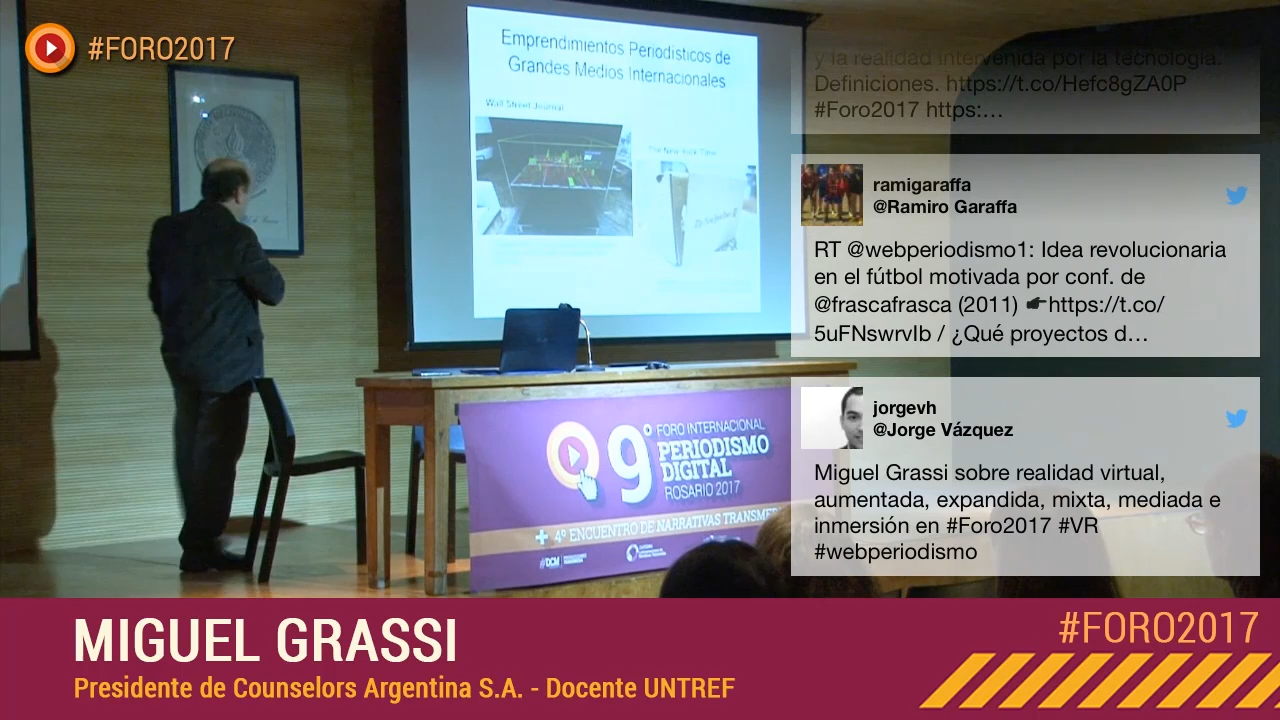 #FORO2017
Emprendimientos Periodísticos de
Grandes Medios Internacionales
Wall Street Journal
The New York Times
y la realidad intervenida por la tecnología.
Definiciones. https://t.co/Hefc8gZA0P
#Foro2017 https:…
ramigaraffa
@Ramiro Garaffa
RT @webperiodismo1: Idea revolucionaria
en el fútbol motivada por conf. de
@frascafrasca (2011) ☛https://t.co/
5uFNswrvIb / ¿Qué proyectos d…
jorgevh
@Jorge Vázquez
Miguel Grassi sobre realidad virtual,
aumentada, expandida, mixta, mediada e
inmersión en #Foro2017 #VR
#webperiodismo
9° FORO INTERNACIONAL
PERIODISMO
DIGITAL
ROSARIO 2017
+ 4º ENCUENTRO DE NARRATIVAS TRANSME
#DCM
MIGUEL GRASSI
Presidente de Counselors Argentina S.A. - Docente UNTREF
#FORO2017